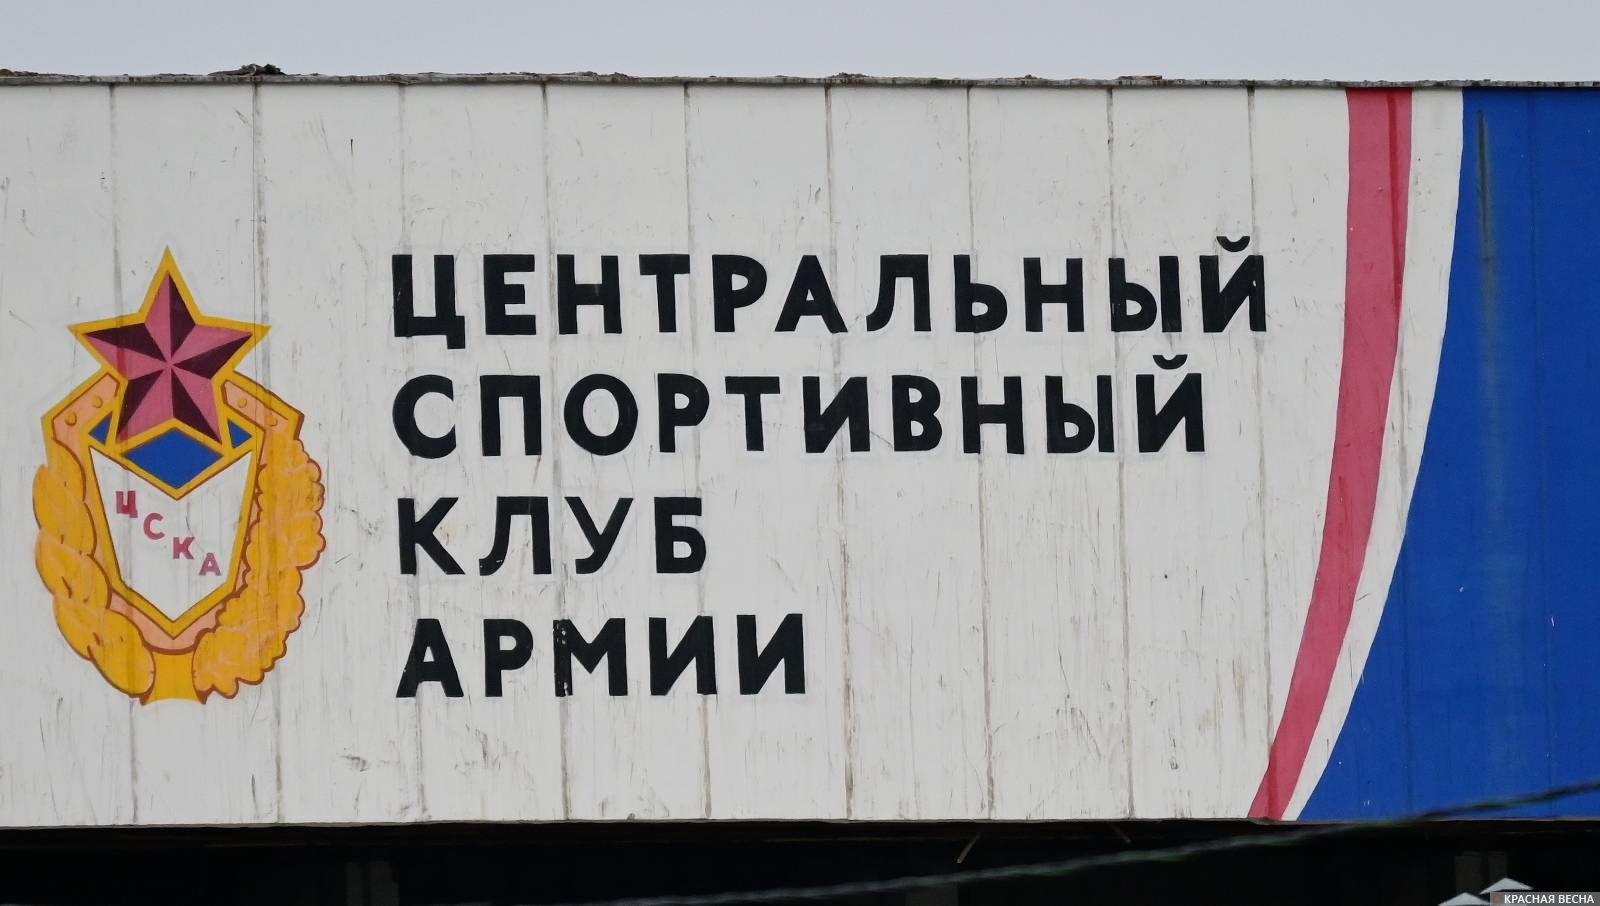 ЦЕНТРАЛЬНЫЙ
СПОРТИВНЫЙ
КЛУБ
АРМИИ
ЦСКА
КРАСНАЯ ВЕСНА